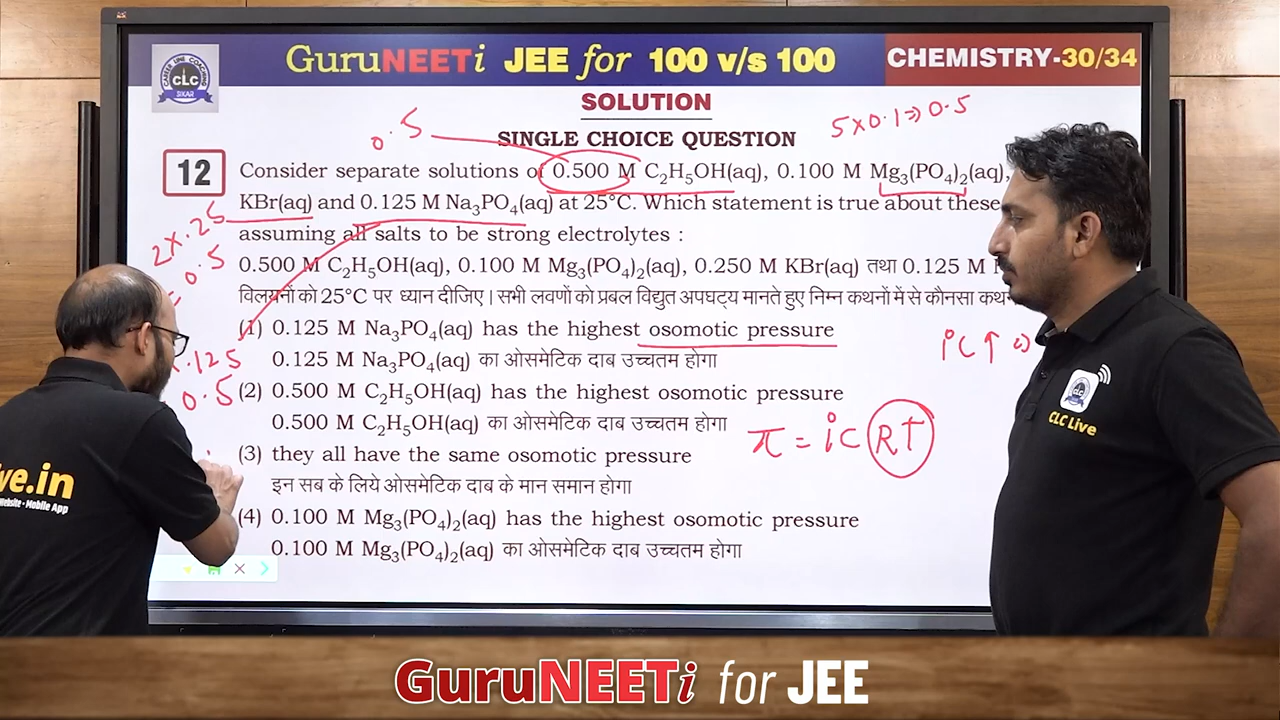 CAREER LINE COACHING
CLC
SIKAR
GuruNEETi JEE for 100 v/s 100
CHEMISTRY-30/34
SOLUTION
SINGLE CHOICE QUESTION
0.5
5×0.1⇒0.5
12
Consider separate solutions of 0.500 M C₂H₅OH(aq), 0.100 M Mg₃(PO₄)₂(aq),
KBr(aq) and 0.125 M Na₃PO₄(aq) at 25°C. Which statement is true about these
assuming all salts to be strong electrolytes :
2×.25
= 0.5
0.500 M C₂H₅OH(aq), 0.100 M Mg₃(PO₄)₂(aq), 0.250 M KBr(aq) तथा 0.125 M
विलयनों को 25°C पर ध्यान दीजिए। सभी लवणों को प्रबल विद्युत अपघट्य मानते हुए निम्न कथनों में से कौनसा
(1) 0.125 M Na₃PO₄(aq) has the highest osomotic pressure
0.125 M Na₃PO₄(aq) का ओसमेटिक दाब उच्चतम होगा
.125
0.5
iC↑
(2) 0.500 M C₂H₅OH(aq) has the highest osomotic pressure
0.500 M C₂H₅OH(aq) का ओसमेटिक दाब उच्चतम होगा
π = iCRT
(3) they all have the same osomotic pressure
इन सब के लिये ओसमेटिक दाब के मान समान होगा
(4) 0.100 M Mg₃(PO₄)₂(aq) has the highest osomotic pressure
0.100 M Mg₃(PO₄)₂(aq) का ओसमेटिक दाब उच्चतम होगा
CLC Live
ve.in
Website • Mobile App
GuruNEETi for JEE